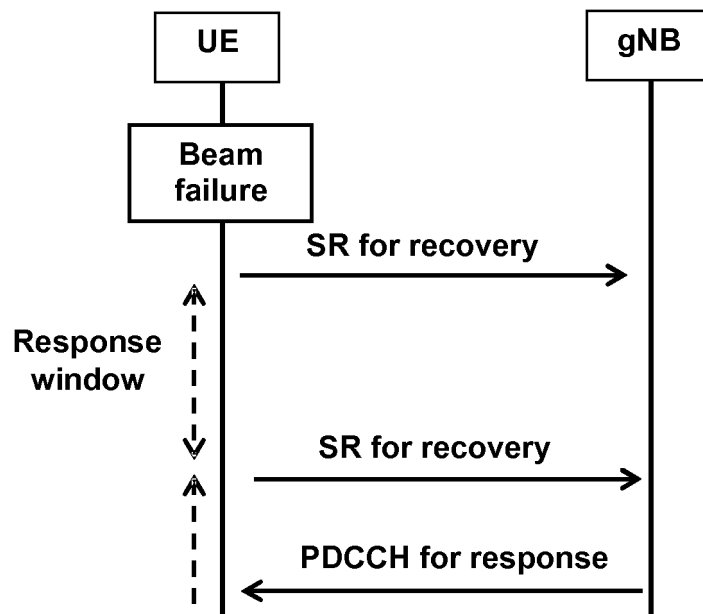 UE
gNB
Beam
failure
SR for recovery
Response
window
SR for recovery
PDCCH for response